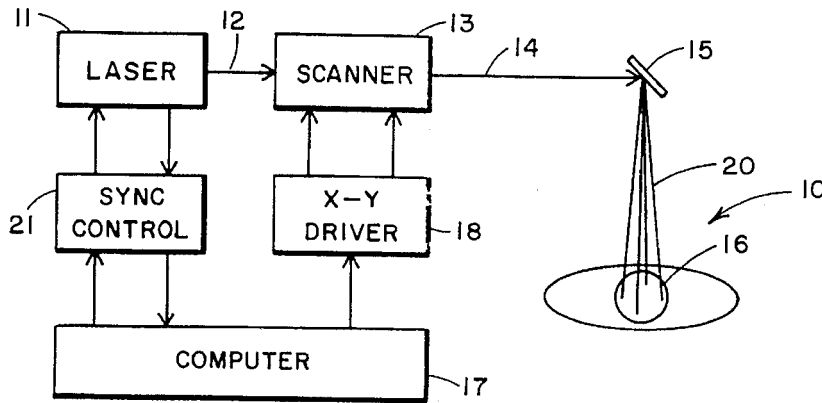 11
12
13
14
15
LASER
SCANNER
20
10
SYNC
CONTROL
X-Y
DRIVER
21
18
16
COMPUTER
17